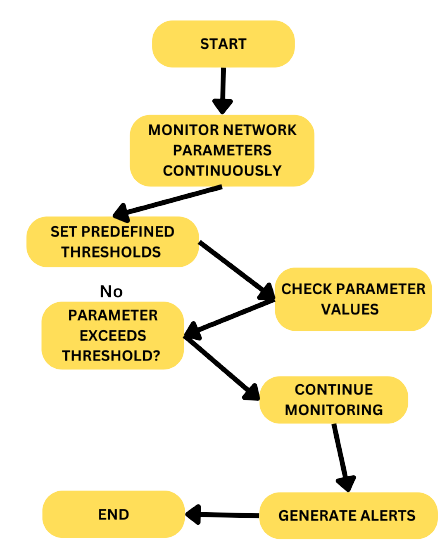 START
MONITOR NETWORK
PARAMETERS
CONTINUOUSLY
SET PREDEFINED
THRESHOLDS
CHECK PARAMETER
VALUES
No
PARAMETER
EXCEEDS
THRESHOLD?
CONTINUE
MONITORING
GENERATE ALERTS
END